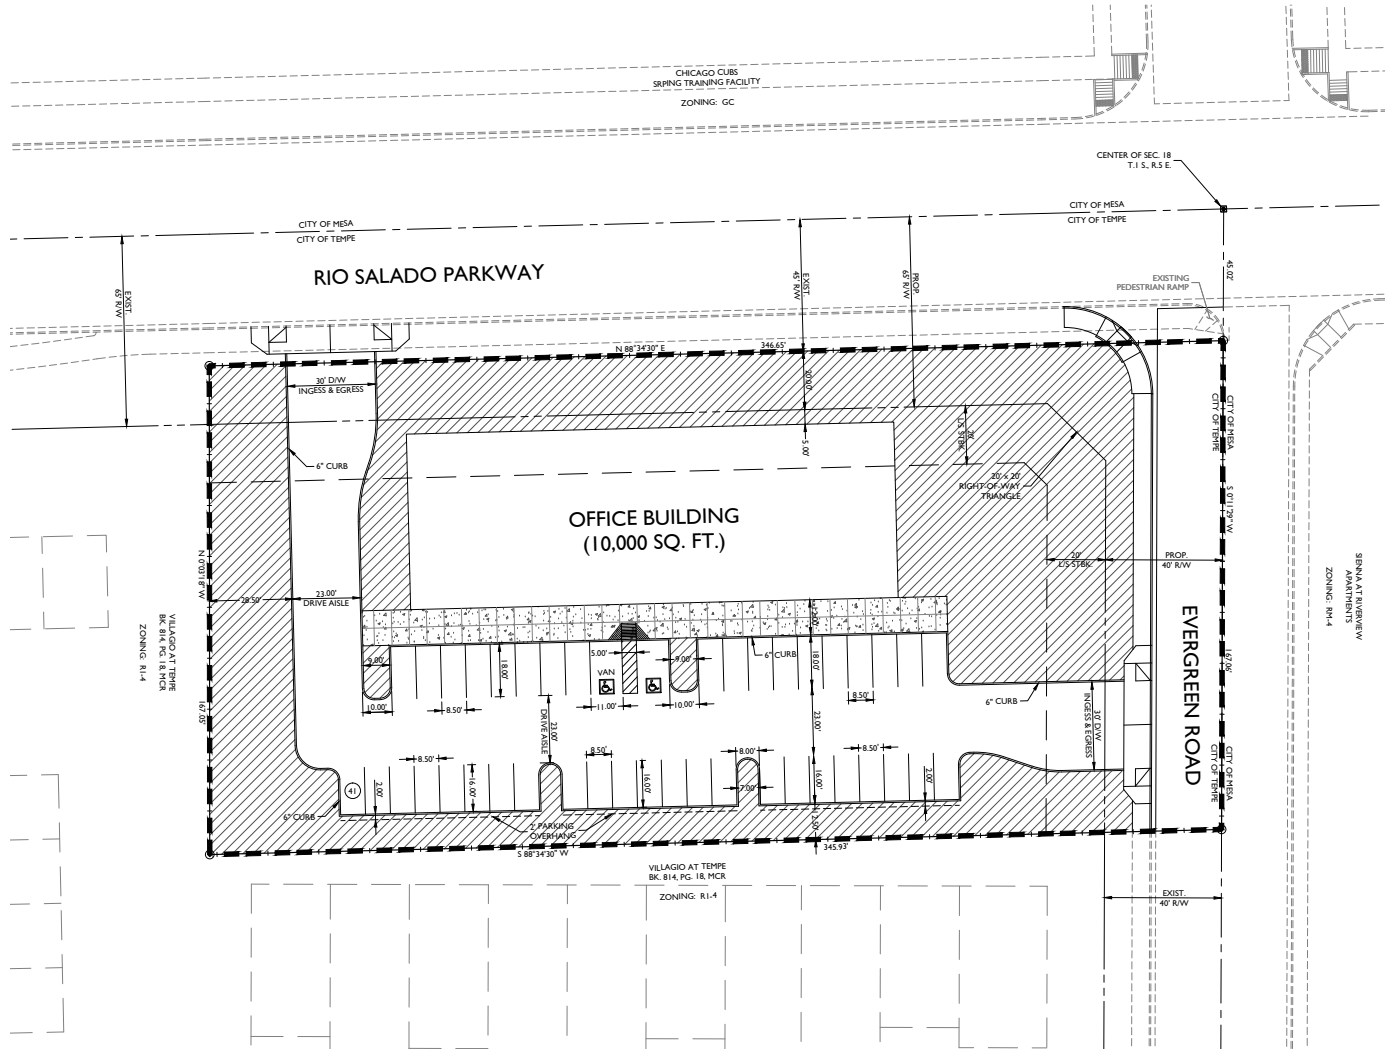 CHICAGO CUBS
SRPING TRAINING FACILITY
ZONING: GC
CENTER OF SEC. 18
T.1 S., R.5 E.
CITY OF MESA
CITY OF TEMPE
CITY OF MESA
CITY OF TEMPE
RIO SALADO PARKWAY
EXIST.
65' R/W
EXIST.
45' R/W
PROP.
65' R/W
45.02'
EXISTING
PEDESTRIAN RAMP
N 88°34'30" E
346.65'
30' D/W
INGESS & EGRESS
20.00'
5.00'
6" CURB
20'
L/S STBK.
20' x 20'
RIGHT-OF-WAY
TRIANGLE
CITY OF MESA
CITY OF TEMPE
S 0°11'29" W
OFFICE BUILDING
(10,000 SQ. FT.)
20'
L/S STBK.
PROP.
40' R/W
N 0°03'18" W
28.50'
23.00'
DRIVE AISLE
VILLAGIO AT TEMPE
BK. 814, PG. 18, MCR
ZONING: R1-4
SIENNA AT RIVERVIEW
APARTMENTS
ZONING: RM-4
EVERGREEN ROAD
167.06'
12.00'
9.00'
18.00'
5.00'
VAN
9.00'
6" CURB
18.00'
10.00'
8.50'
11.00'
10.00'
8.50'
6" CURB
30' D/W
INGESS & EGRESS
167.05'
23.00'
DRIVE AISLE
23.00'
8.50'
8.50'
8.00'
8.50'
41
2.00'
16.00'
16.00'
7.00'
16.00'
2.00'
6" CURB
2' PARKING
OVERHANG
12.50'
CITY OF MESA
CITY OF TEMPE
S 88°34'30" W
345.93'
VILLAGIO AT TEMPE
BK. 814, PG. 18, MCR
ZONING: R1-4
EXIST.
40' R/W